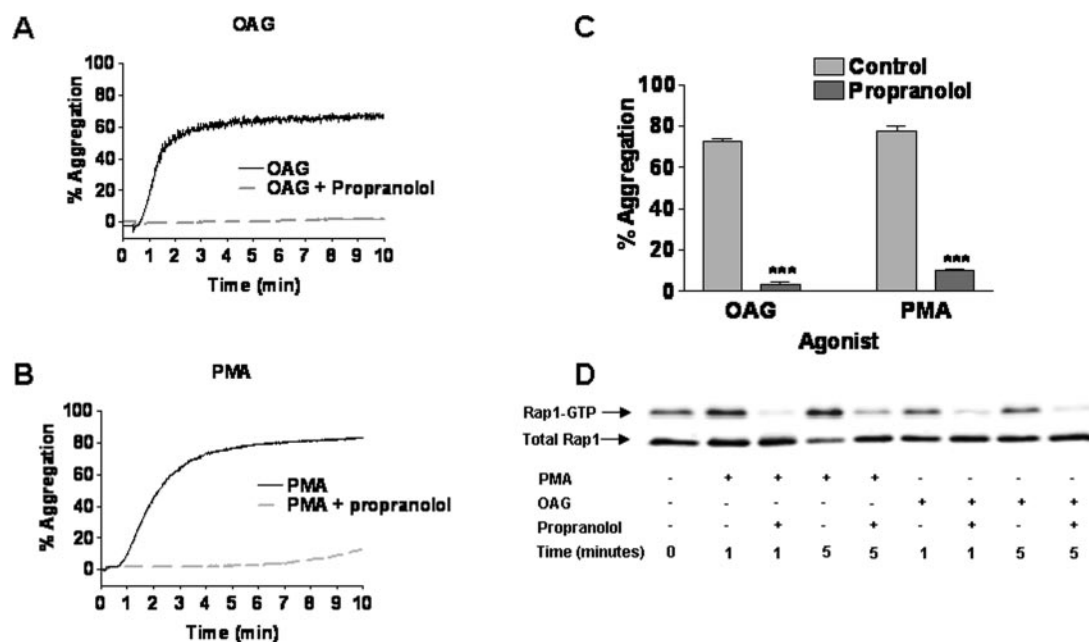 A
OAG
% Aggregation
100
80
60
40
20
0
OAG
OAG + Propranolol
0 1 2 3 4 5 6 7 8 9 10
Time (min)
B
PMA
% Aggregation
100
80
60
40
20
0
PMA
PMA + propranolol
0 1 2 3 4 5 6 7 8 9 10
Time (min)
C
Control
Propranolol
% Aggregation
100
80
60
40
20
0
*** ***
OAG PMA
Agonist
D
Rap1-GTP
Total Rap1
PMA - + + + + - - - -
OAG - - - - - + + + +
Propranolol - - + - + - + - +
Time (minutes) 0 1 1 5 5 1 1 5 5